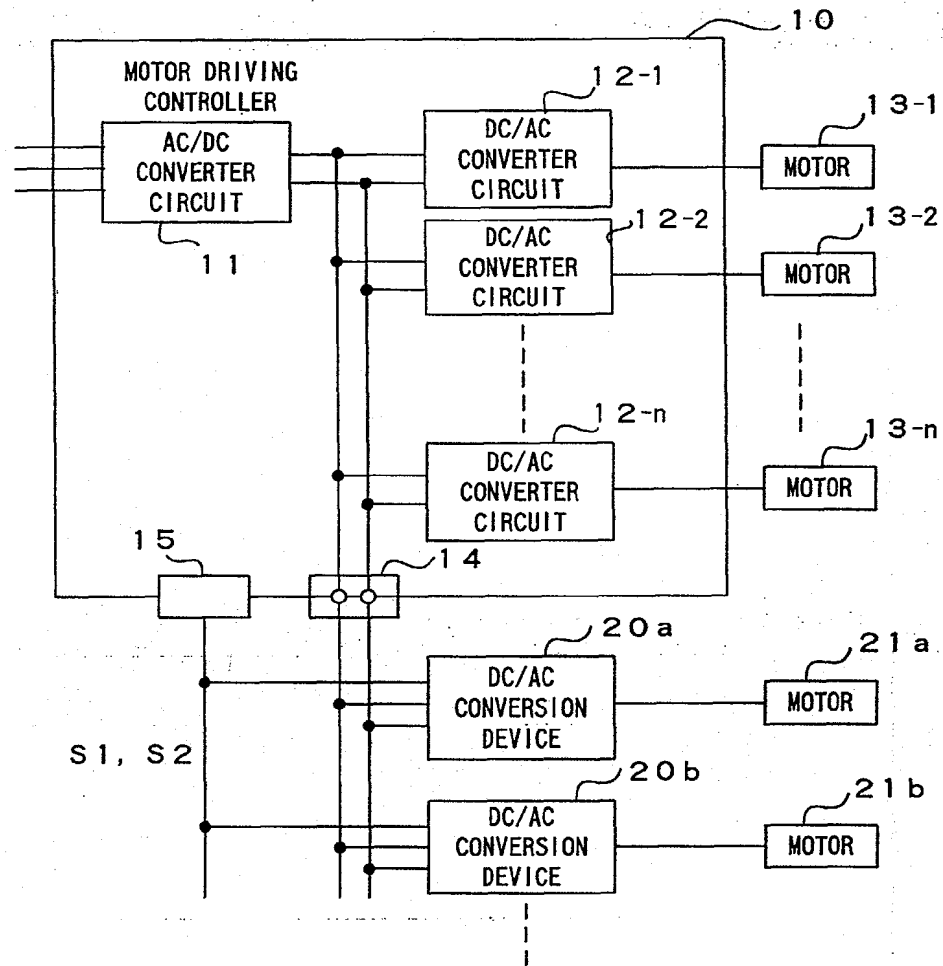 10
MOTOR DRIVING
CONTROLLER
12-1
13-1
AC/DC
CONVERTER
CIRCUIT
DC/AC
CONVERTER
CIRCUIT
MOTOR
11
12-2
13-2
DC/AC
CONVERTER
CIRCUIT
MOTOR
12-n
13-n
DC/AC
CONVERTER
CIRCUIT
MOTOR
15
14
20a
21a
DC/AC
CONVERSION
DEVICE
MOTOR
S1, S2
20b
21b
DC/AC
CONVERSION
DEVICE
MOTOR